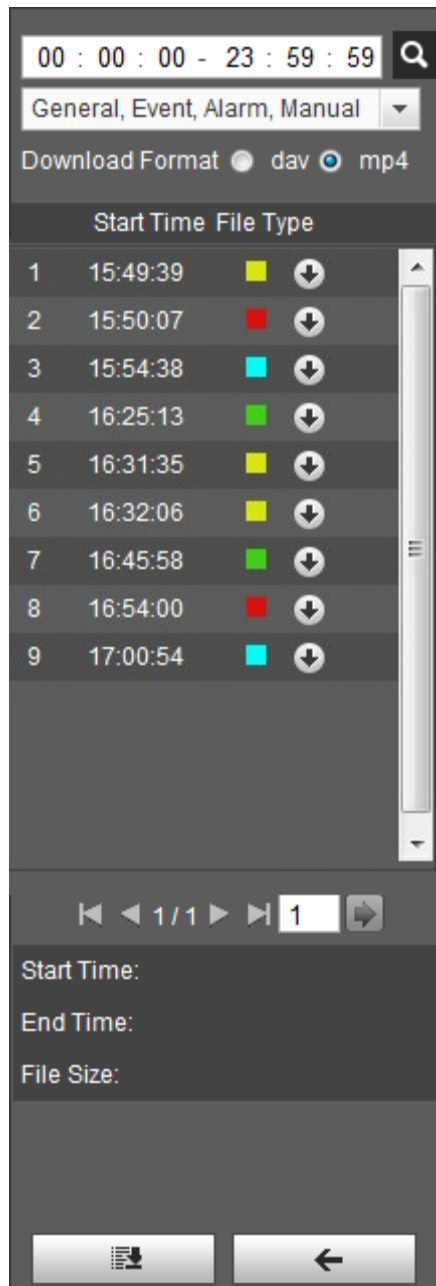 00 : 00 : 00 - 23 : 59 : 59
General, Event, Alarm, Manual
Download Format dav mp4
Start Time File Type
1 15:49:39
2 15:50:07
3 15:54:38
4 16:25:13
5 16:31:35
6 16:32:06
7 16:45:58
8 16:54:00
9 17:00:54
1 / 1 1
Start Time:
End Time:
File Size: